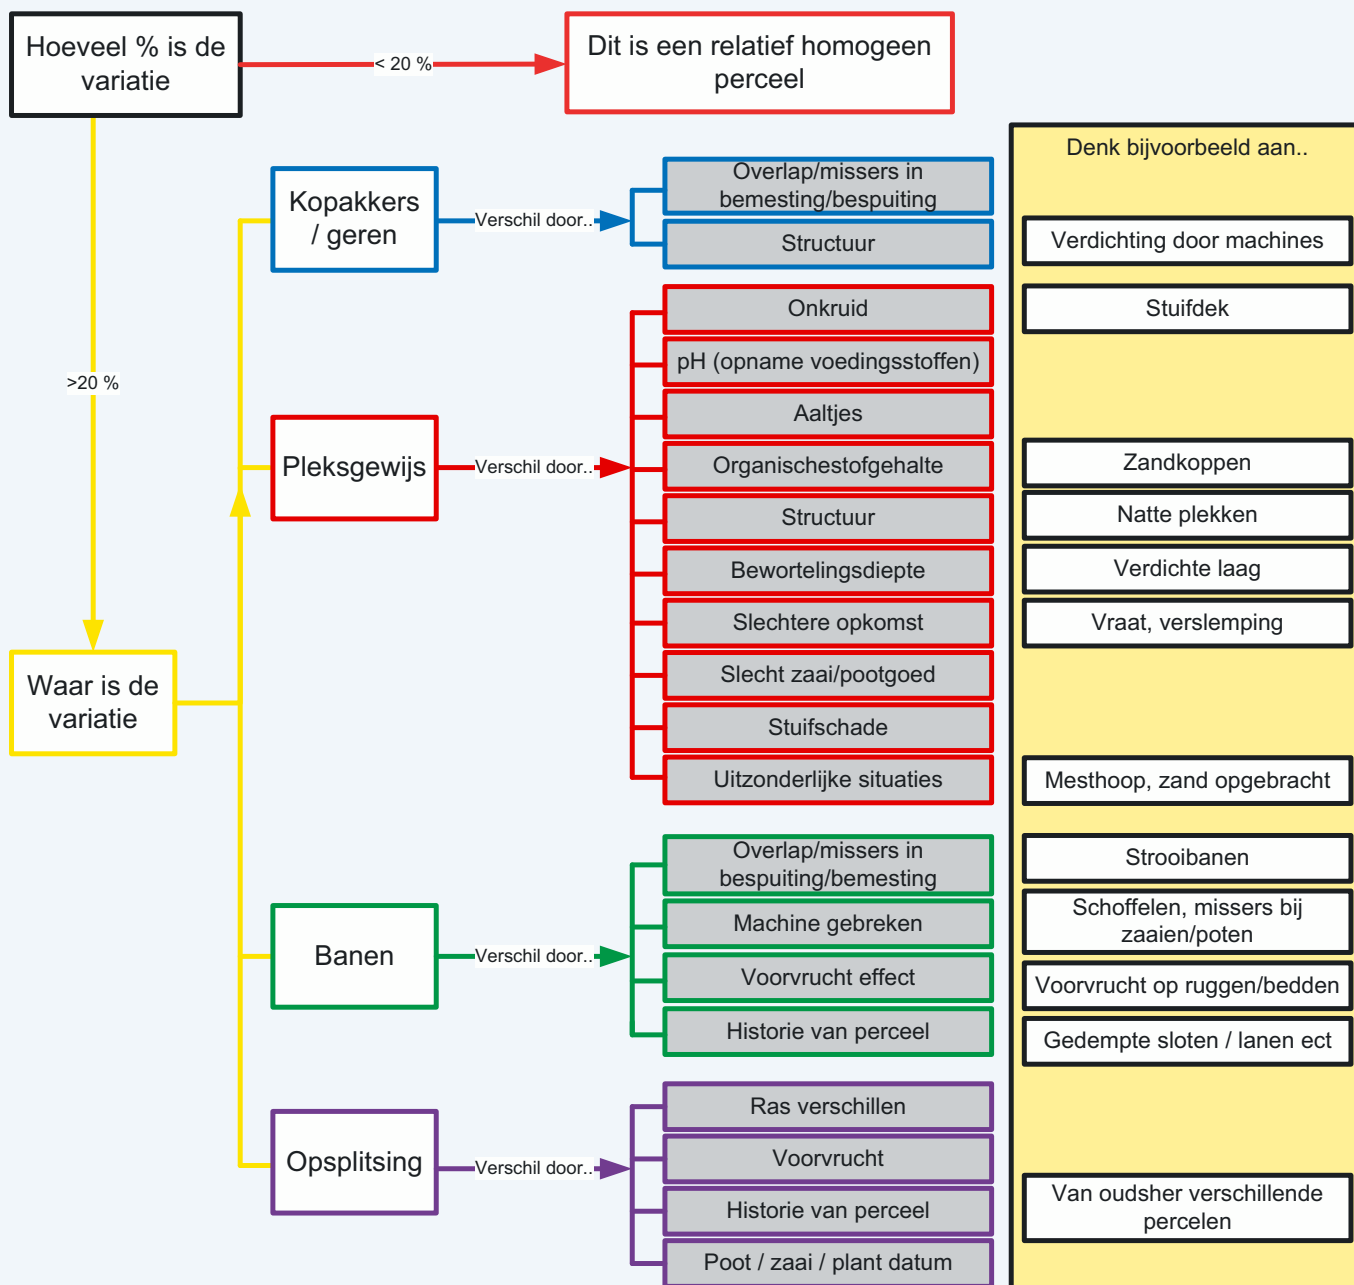 Hoeveel % is de
variatie
< 20 %
Dit is een relatief homogeen
perceel
>20 %
Waar is de
variatie
Denk bijvoorbeeld aan..
Kopakkers
/ geren
Verschil door..
Overlap/missers in
bemesting/bespuiting
Structuur
Verdichting door machines
Pleksgewijs
Verschil door..
Onkruid
Stuifdek
pH (opname voedingsstoffen)
Aaltjes
Organischestofgehalte
Zandkoppen
Structuur
Natte plekken
Bewortelingsdiepte
Verdichte laag
Slechtere opkomst
Vraat, verslemping
Slecht zaai/pootgoed
Stuifschade
Uitzonderlijke situaties
Mesthoop, zand opgebracht
Banen
Verschil door..
Overlap/missers in
bespuiting/bemesting
Strooibanen
Machine gebreken
Schoffelen, missers bij
zaaien/poten
Voorvrucht effect
Voorvrucht op ruggen/bedden
Historie van perceel
Gedempte sloten / lanen ect
Opsplitsing
Verschil door..
Ras verschillen
Voorvrucht
Historie van perceel
Van oudsher verschillende
percelen
Poot / zaai / plant datum